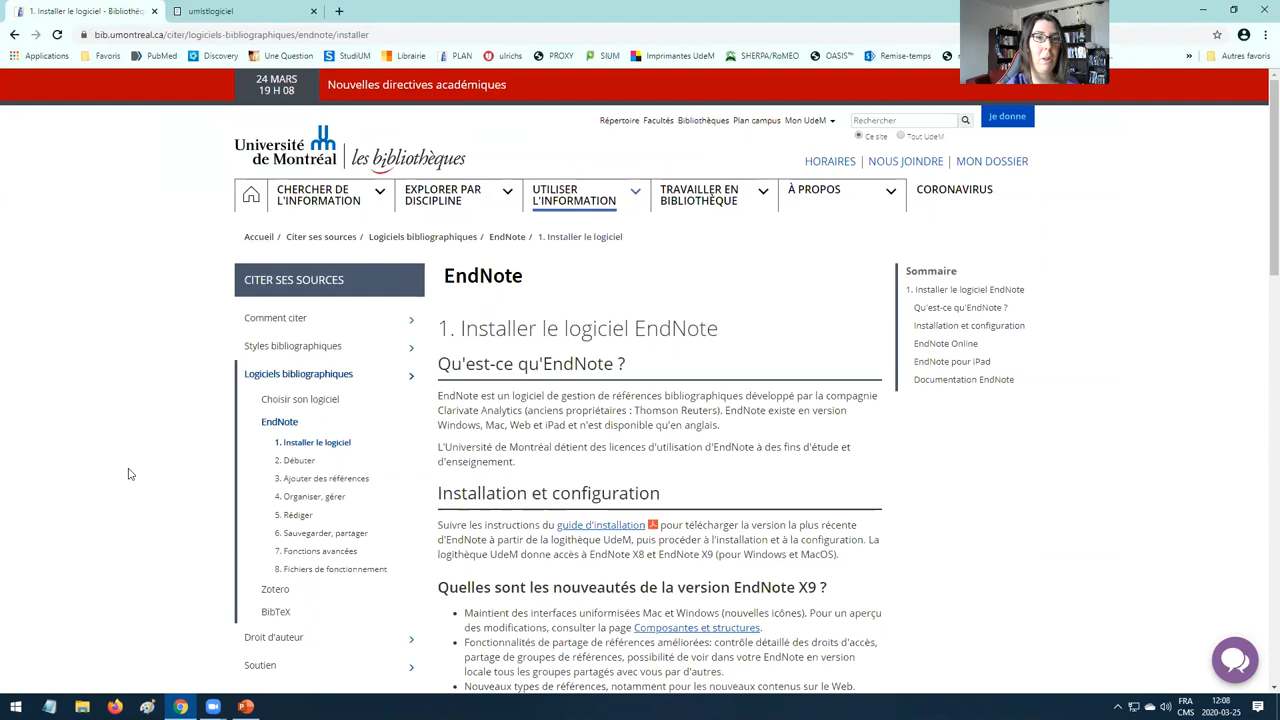 1. Installer le logiciel - Bibliothèq
umistlogiciel
bib.umontreal.ca/citer/logiciels-bibliographiques/endnote/installer
Applications
Favoris
PubMed
Discovery
Une Question
StudiUM
Librairie
PLAN
ulrichs
PROXY
SIUM
Imprimantes UdeM
SHERPA/RoMEO
OASIS™
Remise-temps
»
Autres favoris
24 MARS
19 H 08
Nouvelles directives académiques
Répertoire Facultés Bibliothèques Plan campus Mon UdeM
Rechercher
Je donne
Ce site Tout UdeM
Université
de Montréal
les bibliothèques
HORAIRES | NOUS JOINDRE | MON DOSSIER
CHERCHER DE
L'INFORMATION
EXPLORER PAR
DISCIPLINE
UTILISER
L'INFORMATION
TRAVAILLER EN
BIBLIOTHÈQUE
À PROPOS
CORONAVIRUS
Accueil / Citer ses sources / Logiciels bibliographiques / EndNote / 1. Installer le logiciel
CITER SES SOURCES
Comment citer
Styles bibliographiques
Logiciels bibliographiques
Choisir son logiciel
EndNote
1. Installer le logiciel
2. Débuter
3. Ajouter des références
4. Organiser, gérer
5. Rédiger
6. Sauvegarder, partager
7. Fonctions avancées
8. Fichiers de fonctionnement
Zotero
BibTeX
Droit d'auteur
Soutien
EndNote
1. Installer le logiciel EndNote
Qu'est-ce qu'EndNote ?
EndNote est un logiciel de gestion de références bibliographiques développé par la compagnie
Clarivate Analytics (anciens propriétaires : Thomson Reuters). EndNote existe en version
Windows, Mac, Web et iPad et n'est disponible qu'en anglais.
L'Université de Montréal détient des licences d'utilisation d'EndNote à des fins d'étude et
d'enseignement.
Installation et configuration
Suivre les instructions du guide d'installation pour télécharger la version la plus récente
d'EndNote à partir de la logithèque UdeM, puis procéder à l'installation et à la configuration. La
logithèque UdeM donne accès à EndNote X8 et EndNote X9 (pour Windows et MacOS).
Quelles sont les nouveautés de la version EndNote X9 ?
• Maintient des interfaces uniformisées Mac et Windows (nouvelles icônes). Pour un aperçu
des modifications, consulter la page Composantes et structures.
• Fonctionnalités de partage de références améliorées: contrôle détaillé des droits d'accès,
partage de groupes de références, possibilité de voir dans votre EndNote en version
locale tous les groupes partagés avec vous par d'autres.
• Nouveaux types de références, notamment pour les nouveaux contenus sur le Web.
Sommaire
1. Installer le logiciel EndNote
Qu'est-ce qu'EndNote ?
Installation et configuration
EndNote Online
EndNote pour iPad
Documentation EndNote
FRA
CMS
12:08
2020-03-25